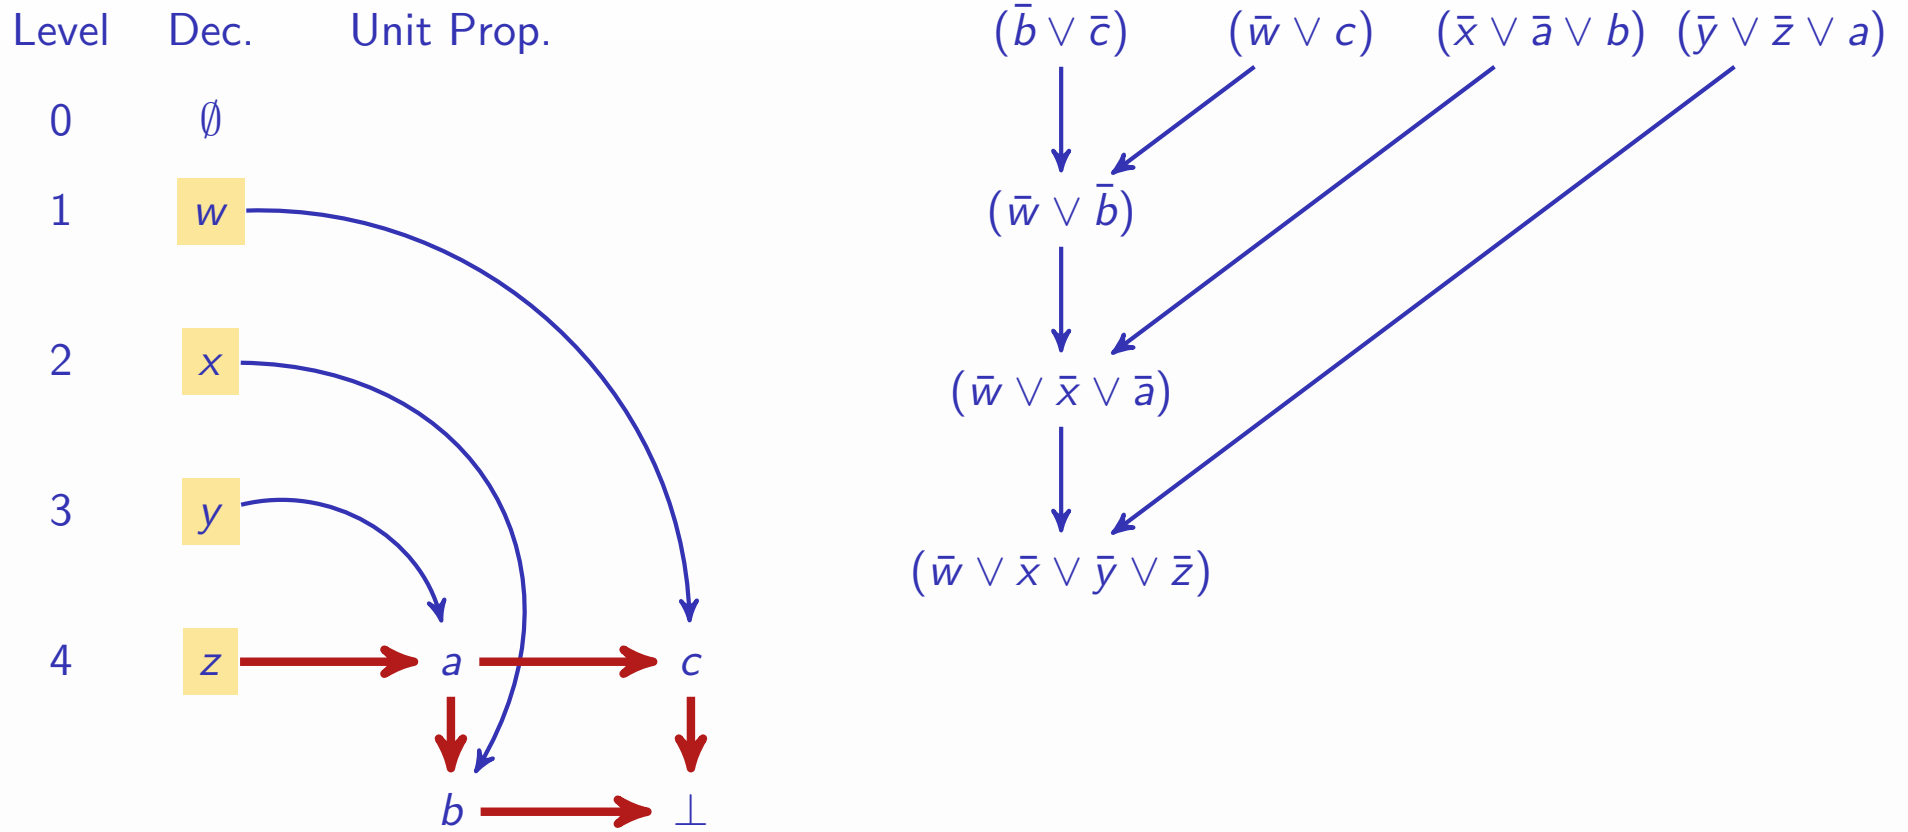 Level Dec. Unit Prop. (b̄ ∨ c̄) (w̄ ∨ c) (x̄ ∨ ā ∨ b) (ȳ ∨ z̄ ∨ a)
0 ∅
1 w (w̄ ∨ b̄)
2 x (w̄ ∨ x̄ ∨ ā)
3 y (w̄ ∨ x̄ ∨ ȳ ∨ z̄)
4 z a c
b ⊥